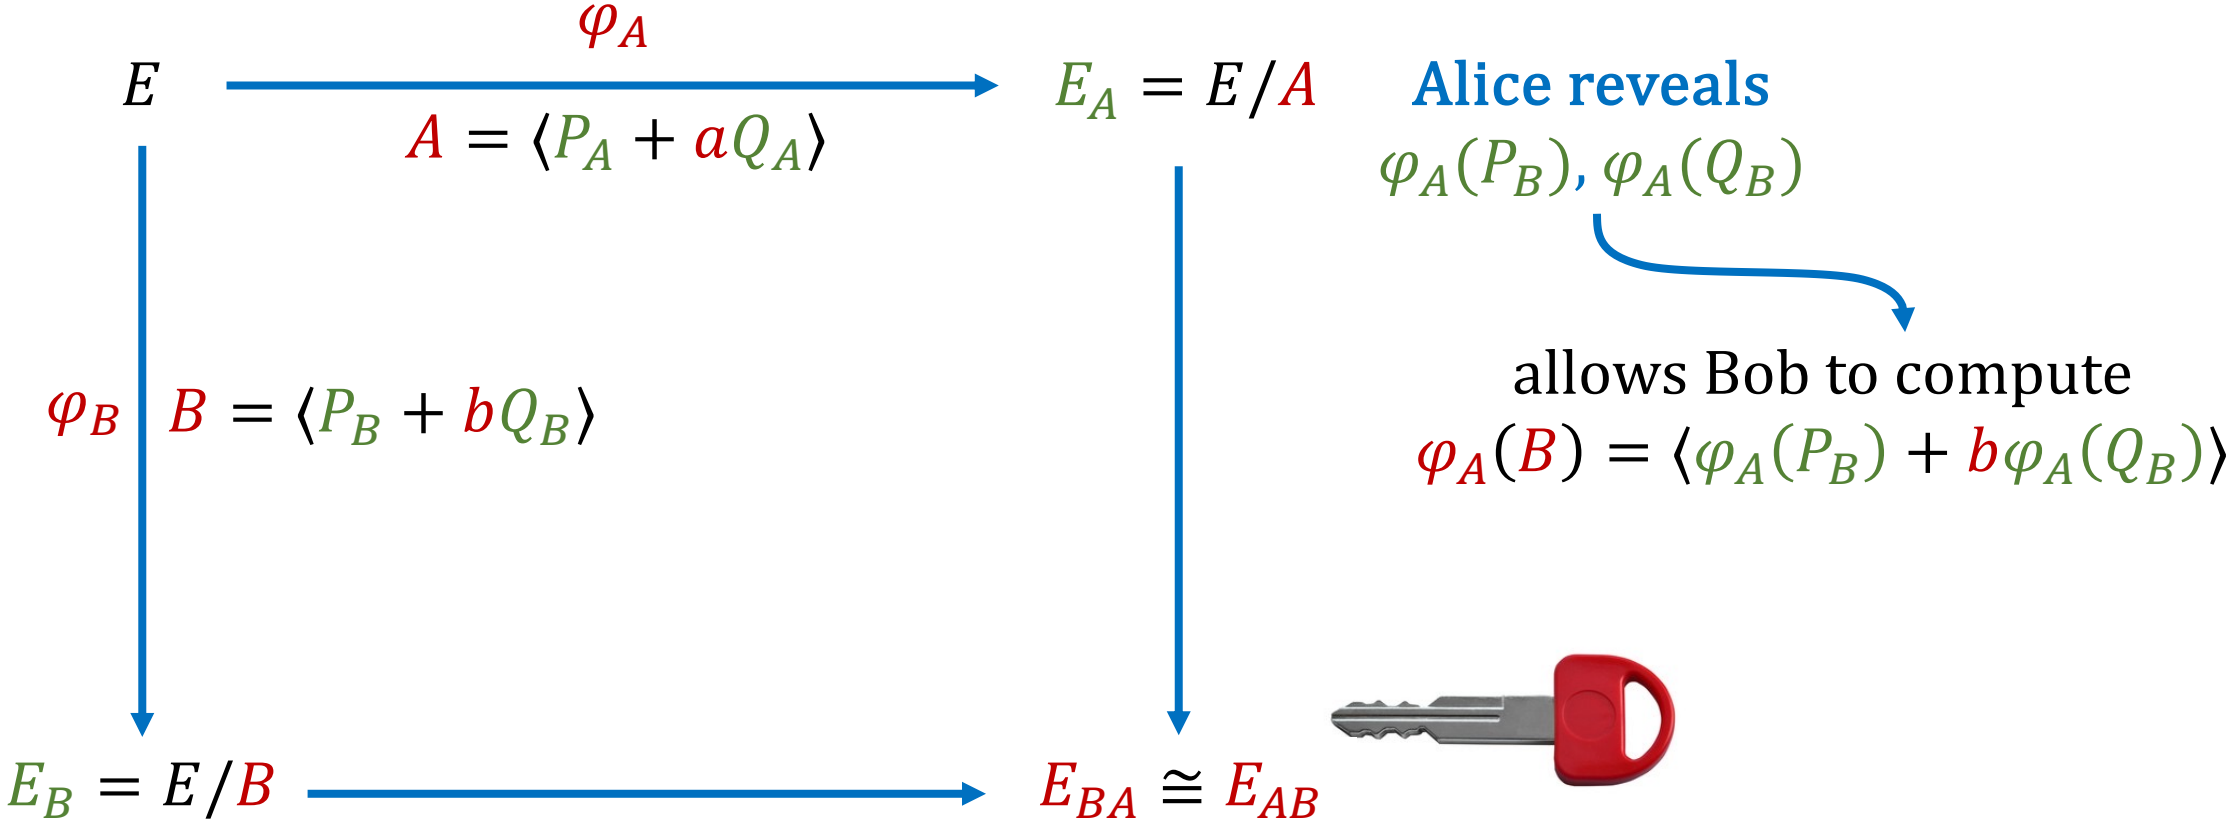 φ_A
E
E_A = E/A
Alice reveals
A = ⟨P_A + aQ_A⟩
φ_A(P_B), φ_A(Q_B)
allows Bob to compute
φ_A(B) = ⟨φ_A(P_B) + bφ_A(Q_B)⟩
φ_B
B = ⟨P_B + bQ_B⟩
E_B = E/B
E_BA ≅ E_AB